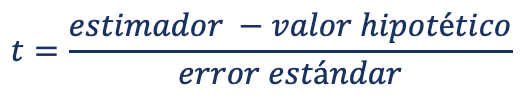 t = estimador − valor hipotético
error estándar